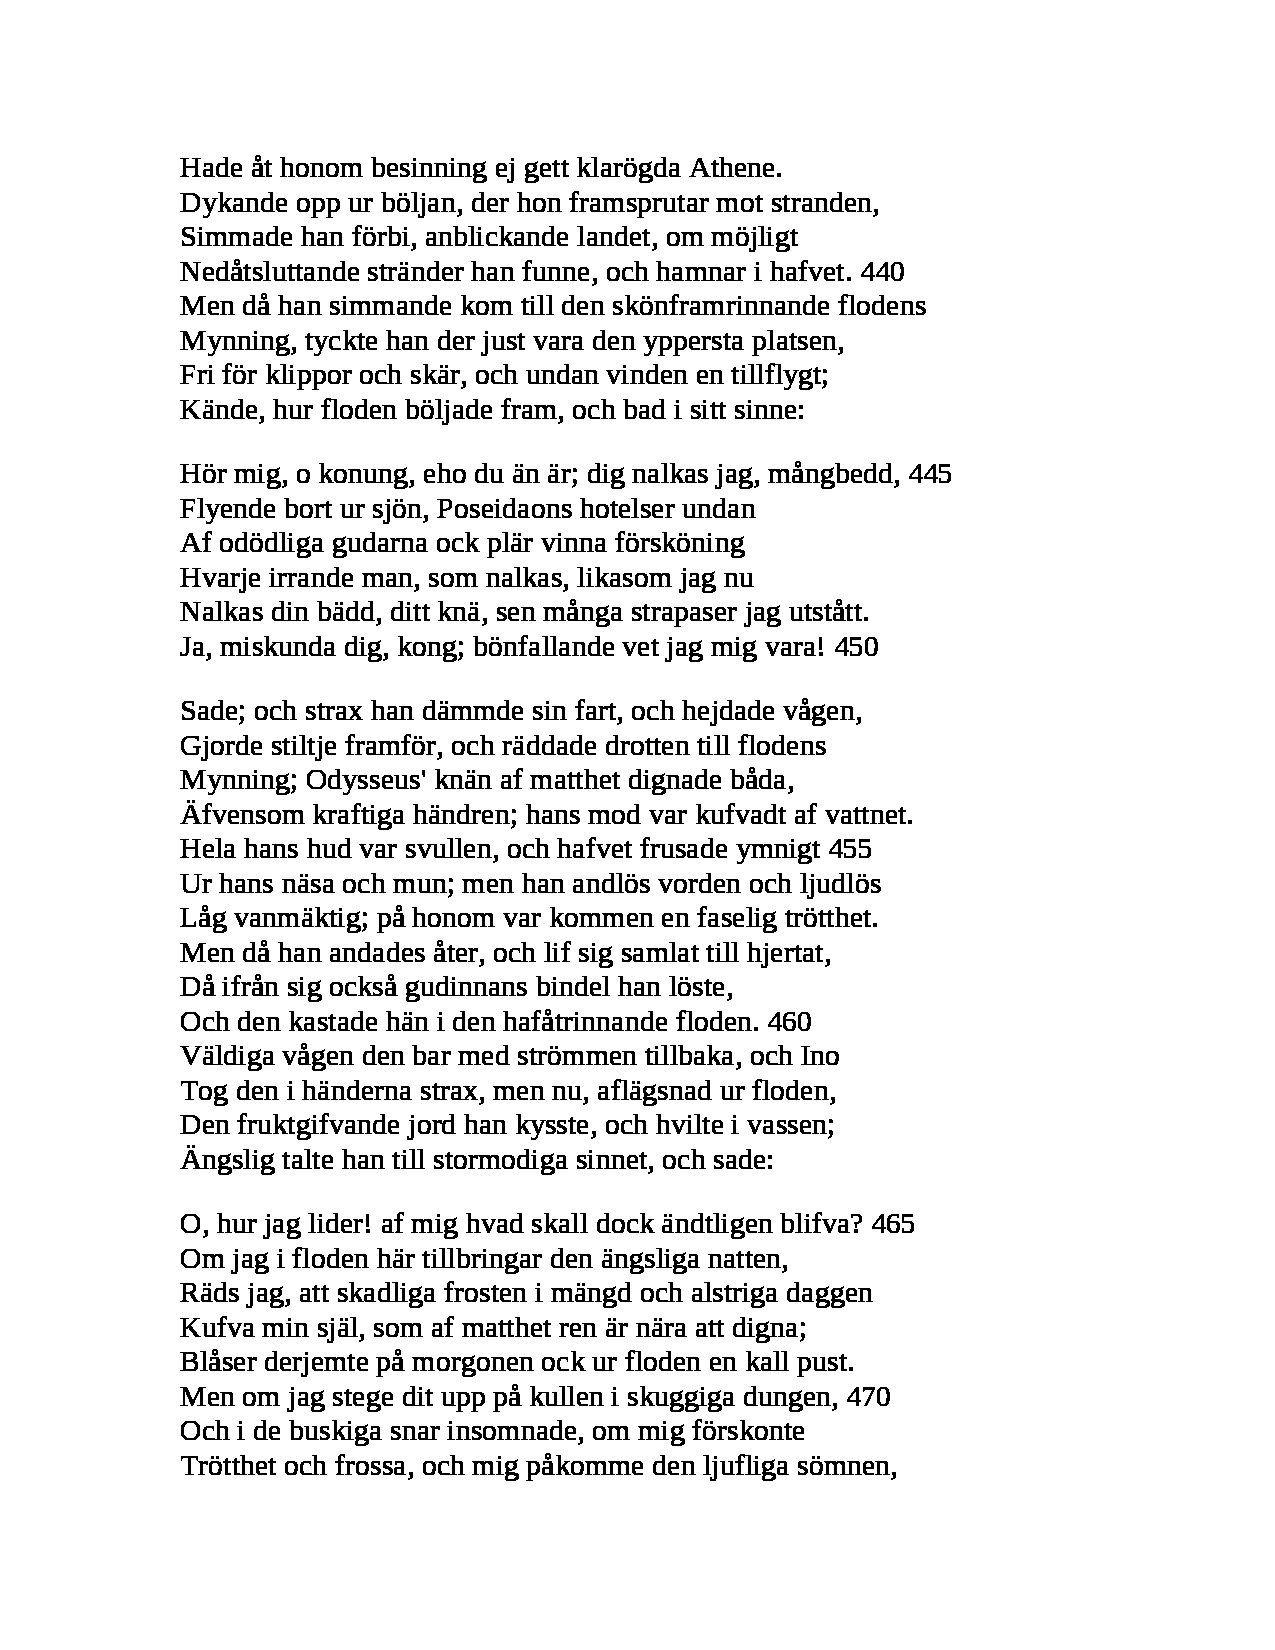 Hade åt honom besinning ej gett klarögda Athene.
Dykande opp ur böljan, der hon framsprutar mot stranden,
Simmade han förbi, anblickande landet, om möjligt
Nedåtsluttande stränder han funne, och hamnar i hafvet. 440
Men då han simmande kom till den skönframrinnande flodens
Mynning, tyckte han der just vara den yppersta platsen,
Fri för klippor och skär, och undan vinden en tillflygt;
Kände, hur floden böljade fram, och bad i sitt sinne:

Hör mig, o konung, eho du än är; dig nalkas jag, mångbedd, 445
Flyende bort ur sjön, Poseidaons hotelser undan
Af odödliga gudarna ock plär vinna försköning
Hvarje irrande man, som nalkas, likasom jag nu
Nalkas din bädd, ditt knä, sen många strapaser jag utstått.
Ja, miskunda dig, kong; bönfallande vet jag mig vara! 450

Sade; och strax han dämmde sin fart, och hejdade vågen,
Gjorde stiltje framför, och räddade drotten till flodens
Mynning; Odysseus' knän af matthet dignade båda,
Äfvensom kraftiga händren; hans mod var kufvadt af vattnet.
Hela hans hud var svullen, och hafvet frusade ymnigt 455
Ur hans näsa och mun; men han andlös vorden och ljudlös
Låg vanmäktig; på honom var kommen en faselig trötthet.
Men då han andades åter, och lif sig samlat till hjertat,
Då ifrån sig också gudinnans bindel han löste,
Och den kastade hän i den hafåtrinnande floden. 460
Väldiga vågen den bar med strömmen tillbaka, och Ino
Tog den i händerna strax, men nu, aflägsnad ur floden,
Den fruktgifvande jord han kysste, och hvilte i vassen;
Ängslig talte han till stormodiga sinnet, och sade:

O, hur jag lider! af mig hvad skall dock ändtligen blifva? 465
Om jag i floden här tillbringar den ängsliga natten,
Räds jag, att skadliga frosten i mängd och alstriga daggen
Kufva min själ, som af matthet ren är nära att digna;
Blåser derjemte på morgonen ock ur floden en kall pust.
Men om jag stege dit upp på kullen i skuggiga dungen, 470
Och i de buskiga snar insomnade, om mig förskonte
Trötthet och frossa, och mig påkomme den ljufliga sömnen,